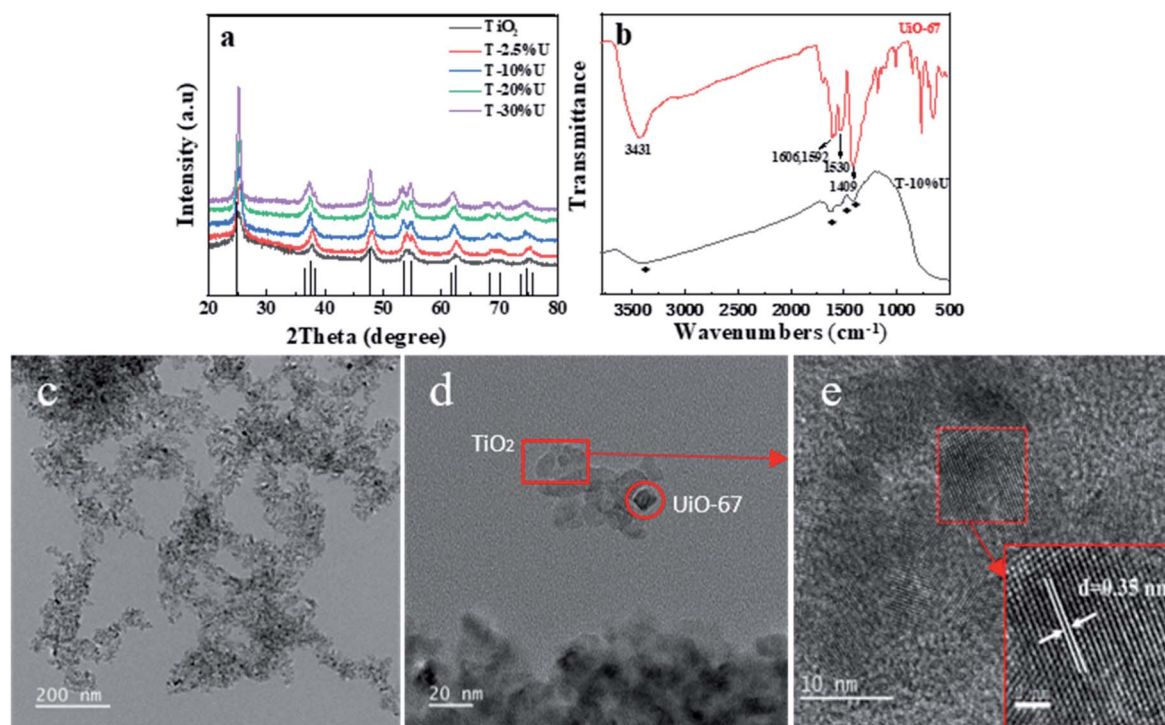 a
TiO₂
T-2.5%U
T-10%U
T-20%U
T-30%U
Intensity (a.u)
20 30 40 50 60 70 80
2Theta (degree)
b
UiO-67
Transmittance
3431
1606,1592
1530
1409
T-10%U
3500 3000 2500 2000 1500 1000 500
Wavenumbers (cm⁻¹)
c
200 nm
d
TiO₂
UiO-67
20 nm
e
d=0.35 nm
10 nm